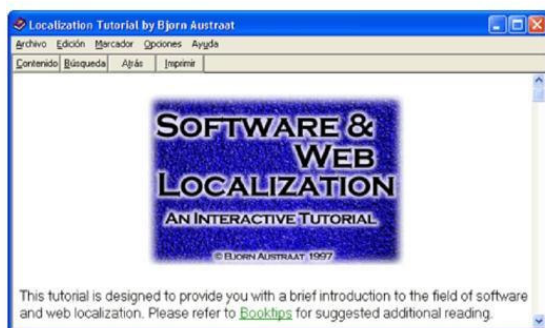 Localization Tutorial by Bjorn Austraat
Archivo Edición Marcador Opciones Ayuda
Contenido Búsqueda Atrás Imprimir
SOFTWARE &
WEB
LOCALIZATION
AN INTERACTIVE TUTORIAL
© BJORN AUSTRAAT, 1997
This tutorial is designed to provide you with a brief introduction to the field of software
and web localization. Please refer to Booktips for suggested additional reading.